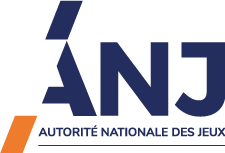 ANJ
AUTORITÉ NATIONALE DES JEUX